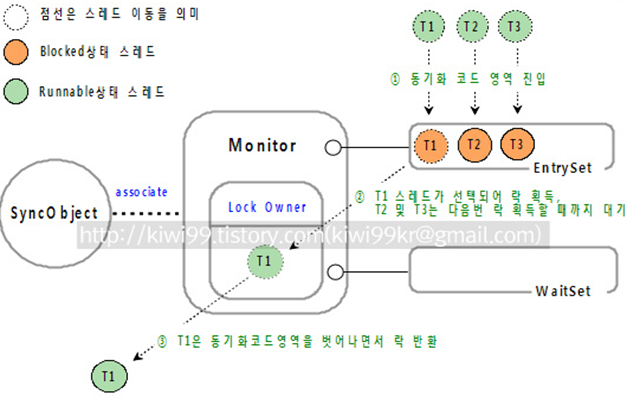 점선은 스레드 이동을 의미
Blocked상태 스레드
Runnable상태 스레드
T1 T2 T3
① 동기화 코드 영역 진입
Monitor
T1 T2 T3
EntrySet
associate
SyncObject
Lock Owner
② T1 스레드가 선택되어 락 획득,
T2 및 T3는 다음번 락 획득할 때까지 대기
http://kiwi99.tistory.com(kiwi99kr@gmail.com)
T1
WaitSet
③ T1은 동기화코드영역을 벗어나면서 락 반환
T1